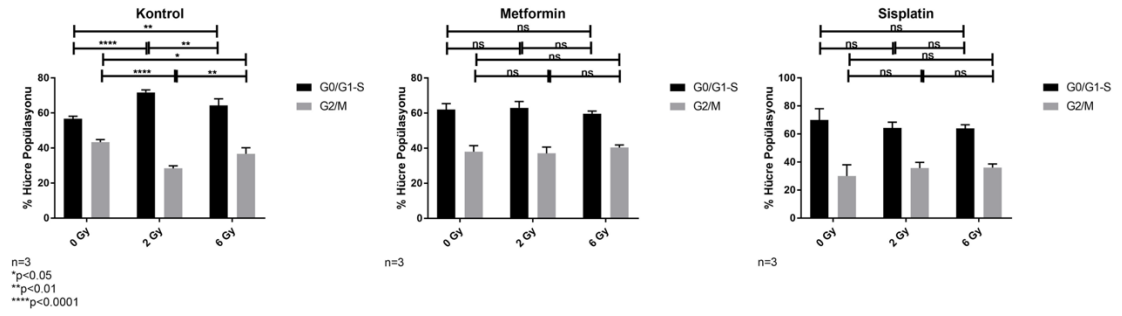 Kontrol
**
**** **
*
**** **
% Hücre Popülasyonu
80
60
40
20
0
0 Gy
2 Gy
6 Gy
G0/G1-S
G2/M
n=3
*p<0.05
**p<0.01
****p<0.0001
Metformin
ns
ns ns
ns
ns ns
% Hücre Popülasyonu
80
60
40
20
0
0 Gy
2 Gy
6 Gy
G0/G1-S
G2/M
n=3
Sisplatin
ns
ns ns
ns
ns ns
% Hücre Popülasyonu
100
80
60
40
20
0
0 Gy
2 Gy
6 Gy
G0/G1-S
G2/M
n=3